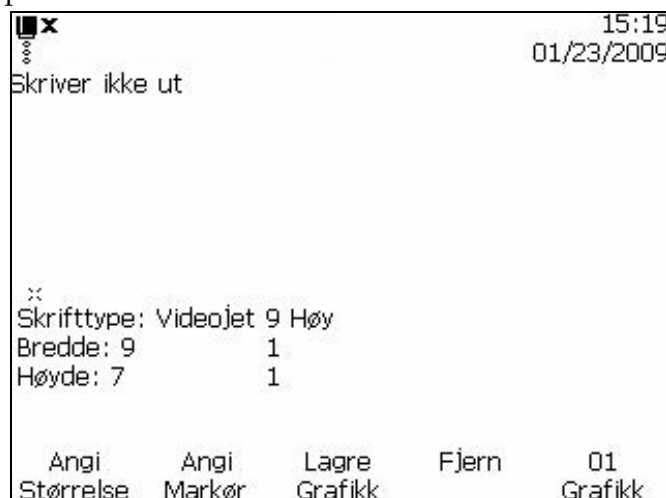 15:19
01/23/2009
Skriver ikke ut
Skrifttype: Videojet 9 Høy
Bredde: 9 1
Høyde: 7 1
Angi Angi Lagre Fjern 01
Størrelse Markør Grafikk Grafikk